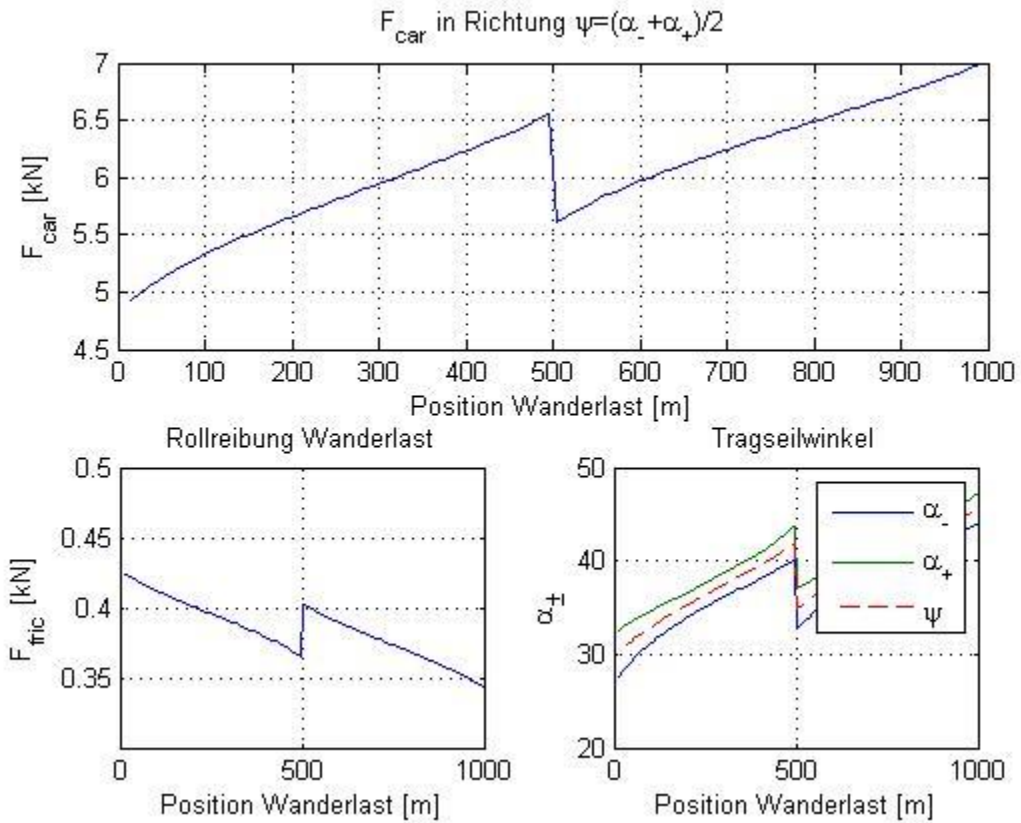 F_car in Richtung ψ=(α_-+α_+)/2
7
6.5
6
5.5
5
4.5
F_car [kN]
0 100 200 300 400 500 600 700 800 900 1000
Position Wanderlast [m]
Rollreibung Wanderlast
0.5
0.45
0.4
0.35
F_fric [kN]
0 500 1000
Position Wanderlast [m]
Tragseilwinkel
50
40
30
20
α_±
α_-
α_+
ψ
0 500 1000
Position Wanderlast [m]